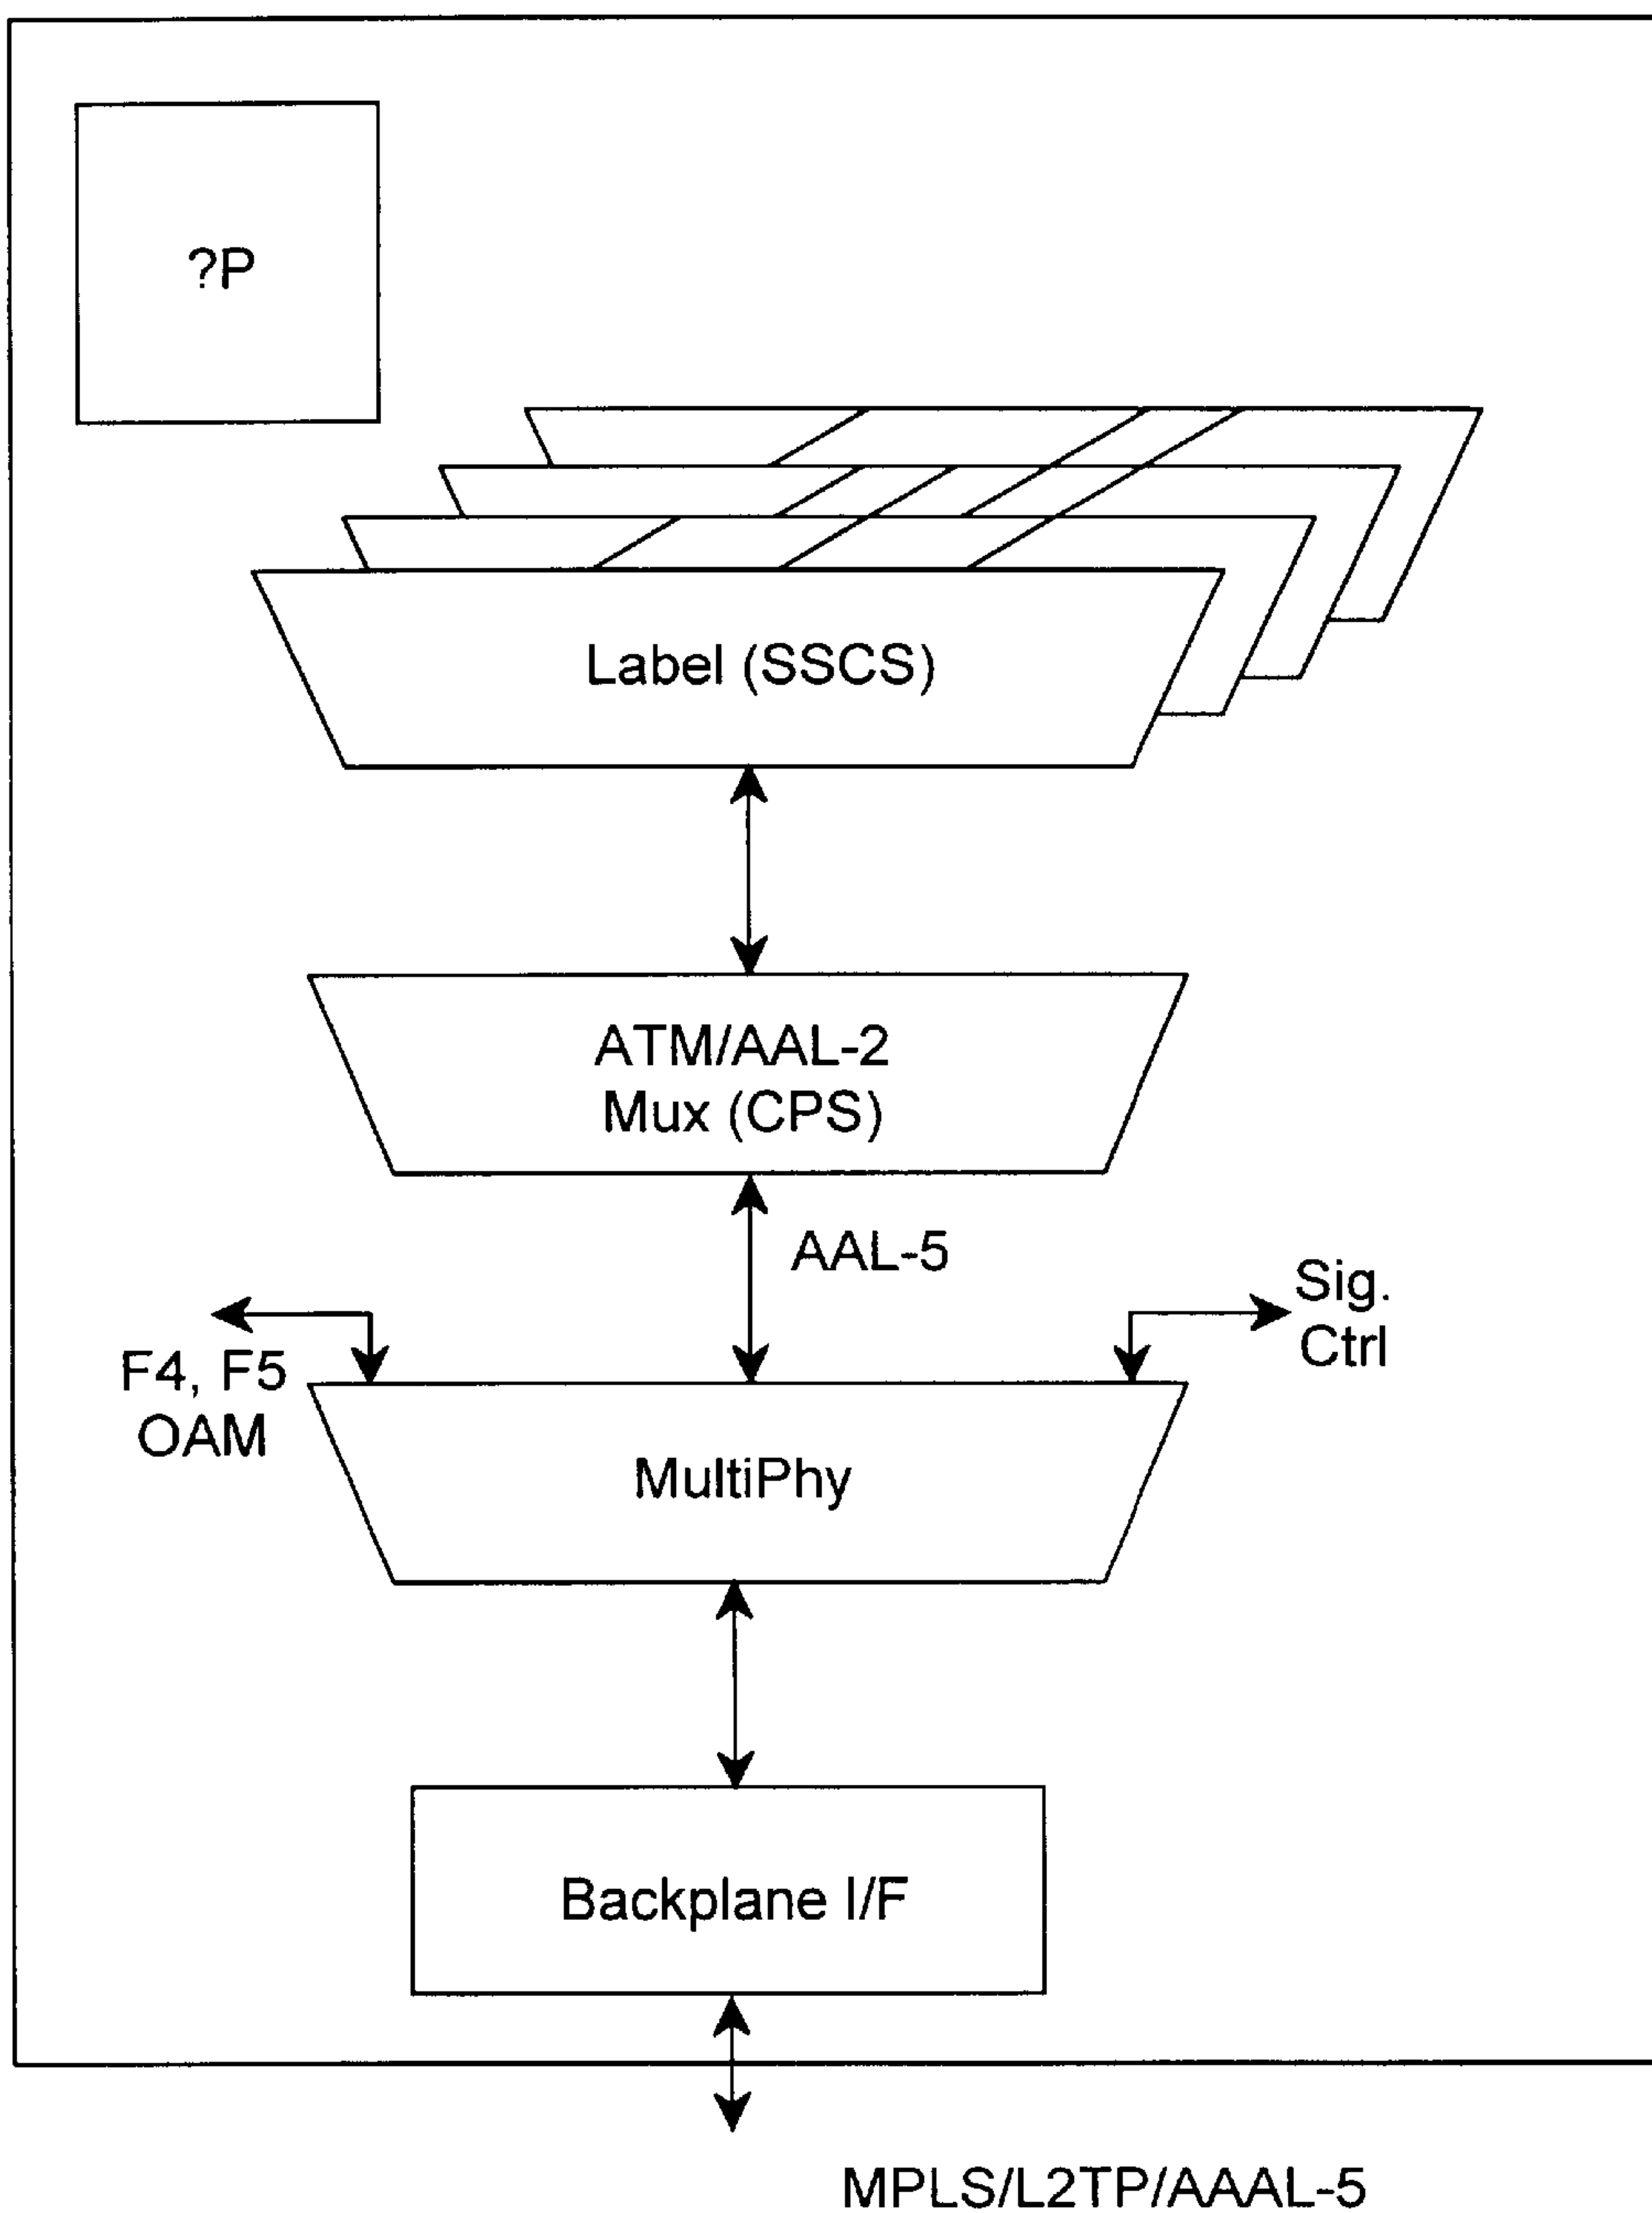 ?P
Label (SSCS)
ATM/AAL-2
Mux (CPS)
AAL-5
Sig.
Ctrl
F4, F5
OAM
MultiPhy
Backplane I/F
MPLS/L2TP/AAAL-5